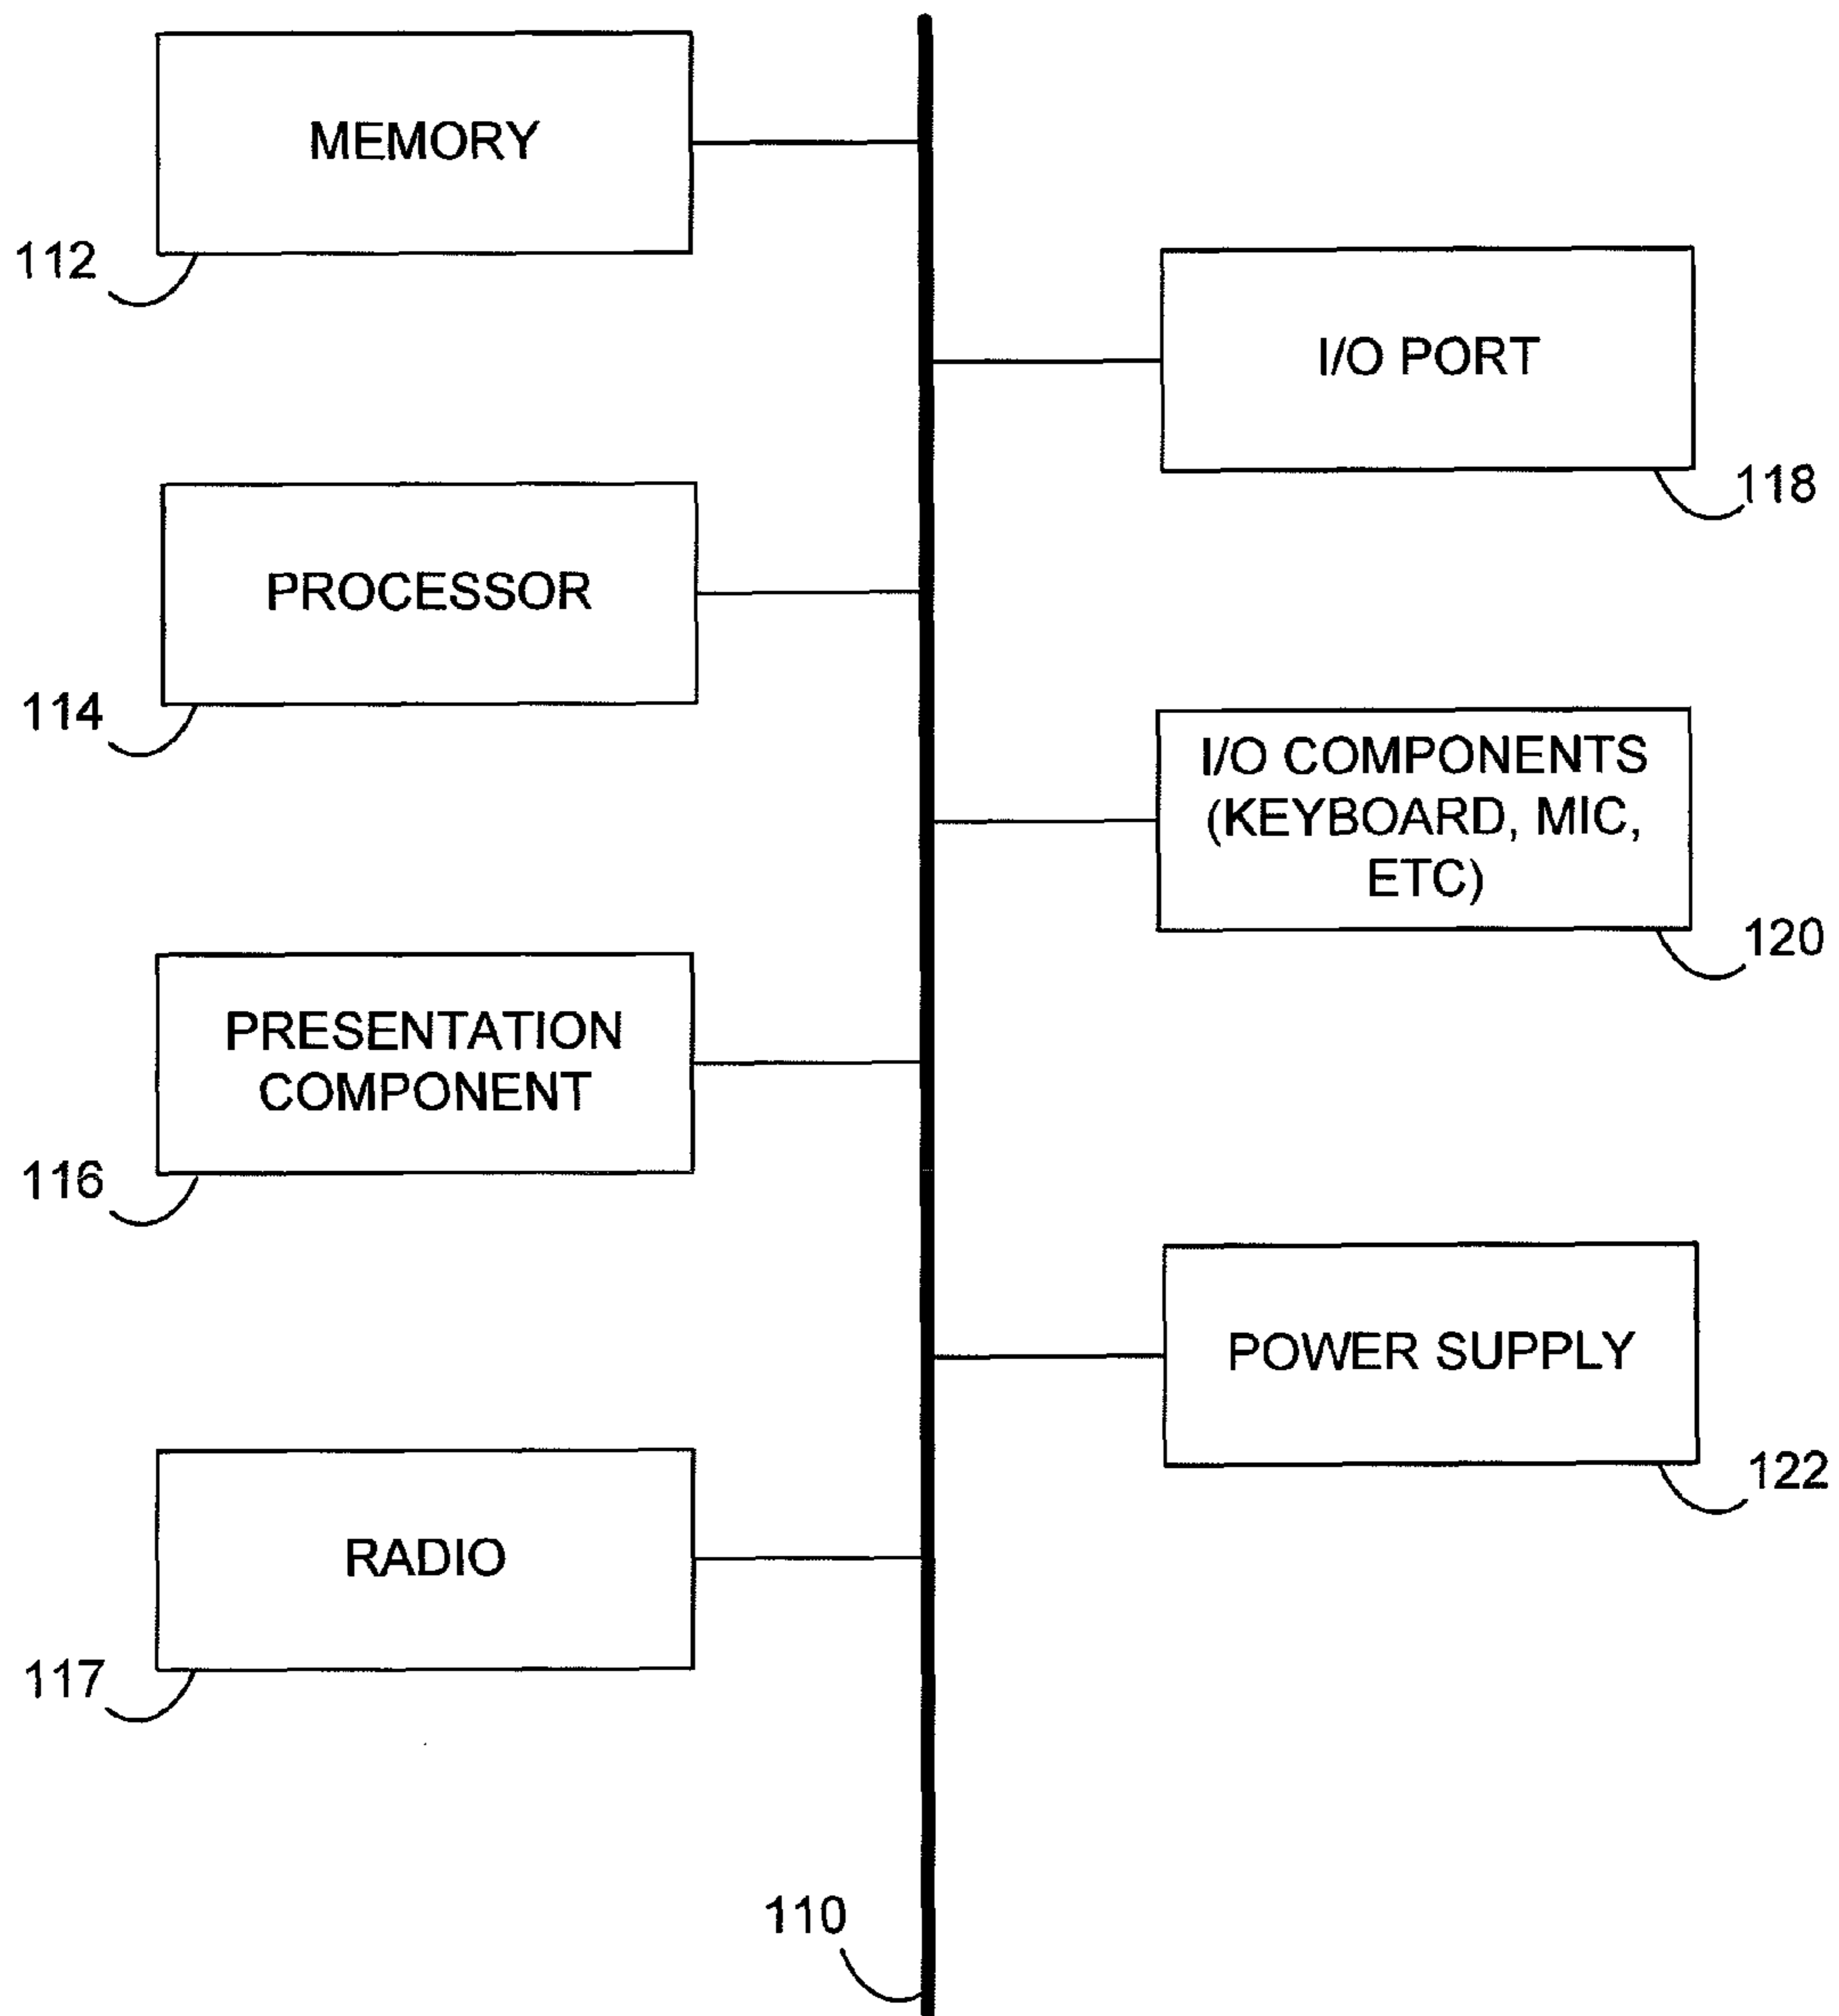 MEMORY
112
I/O PORT
118
PROCESSOR
114
I/O COMPONENTS
(KEYBOARD, MIC,
ETC)
120
PRESENTATION
COMPONENT
116
POWER SUPPLY
122
RADIO
117
110